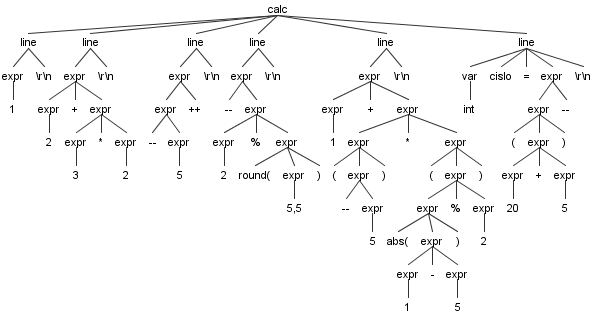 calc
line line line line line line
expr \r\n expr \r\n expr \r\n expr \r\n expr \r\n var cislo = expr \r\n
1 expr + expr expr ++ -- expr expr + expr int expr --
2 expr * expr -- expr expr % expr 1 expr * expr ( expr )
3 2 5 2 round( expr ) ( expr ) ( expr ) expr + expr
5,5 -- expr expr % expr 20 5
5 abs( expr ) 2
expr - expr
1 5